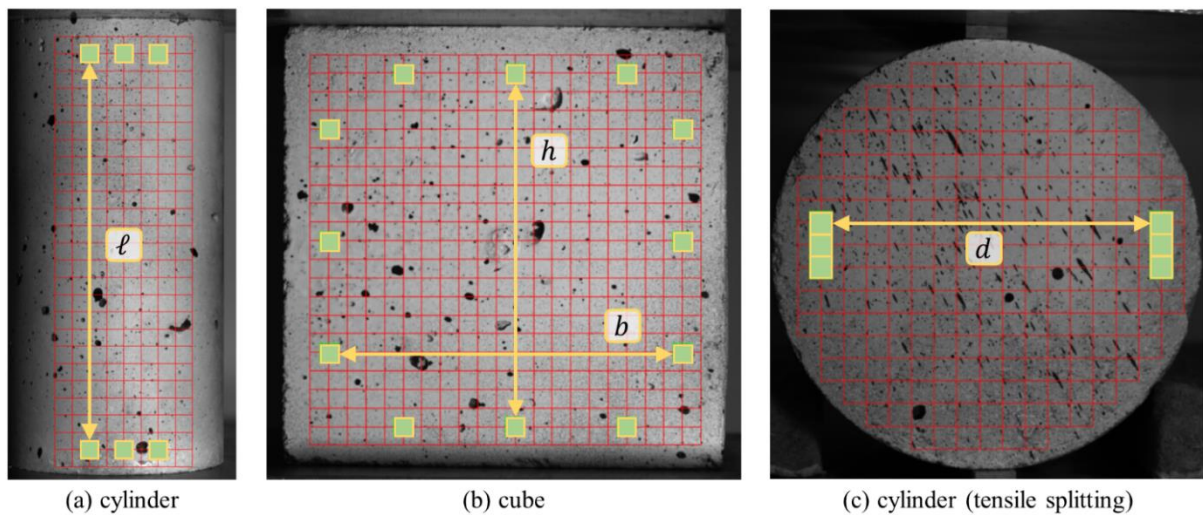 ℓ
h
b
d
(a) cylinder
(b) cube
(c) cylinder (tensile splitting)